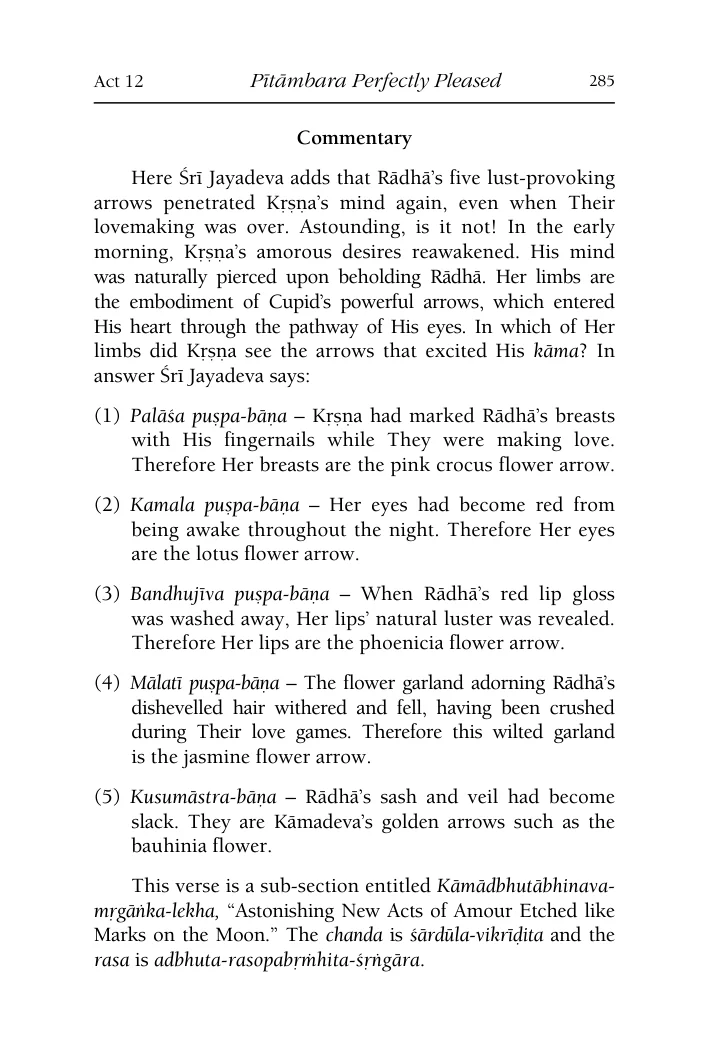 Act 12 Pītāmbara Perfectly Pleased 285
Commentary
Here Śrī Jayadeva adds that Rādhā’s five lust-provoking
arrows penetrated Kṛṣṇa’s mind again, even when Their
lovemaking was over. Astounding, is it not! In the early
morning, Kṛṣṇa’s amorous desires reawakened. His mind
was naturally pierced upon beholding Rādhā. Her limbs are
the embodiment of Cupid’s powerful arrows, which entered
His heart through the pathway of His eyes. In which of Her
limbs did Kṛṣṇa see the arrows that excited His kāma? In
answer Śrī Jayadeva says:
(1) Palāśa puṣpa-bāṇa – Kṛṣṇa had marked Rādhā’s breasts
with His fingernails while They were making love.
Therefore Her breasts are the pink crocus flower arrow.
(2) Kamala puṣpa-bāṇa – Her eyes had become red from
being awake throughout the night. Therefore Her eyes
are the lotus flower arrow.
(3) Bandhujīva puṣpa-bāṇa – When Rādhā’s red lip gloss
was washed away, Her lips’ natural luster was revealed.
Therefore Her lips are the phoenicia flower arrow.
(4) Mālatī puṣpa-bāṇa – The flower garland adorning Rādhā’s
dishevelled hair withered and fell, having been crushed
during Their love games. Therefore this wilted garland
is the jasmine flower arrow.
(5) Kusumāstra-bāṇa – Rādhā’s sash and veil had become
slack. They are Kāmadeva’s golden arrows such as the
bauhinia flower.
This verse is a sub-section entitled Kāmādbhutābhinava-
mṛgāṅka-lekha, “Astonishing New Acts of Amour Etched like
Marks on the Moon.” The chanda is śārdūla-vikrīḍita and the
rasa is adbhuta-rasopabṛṁhita-śṛṅgāra.